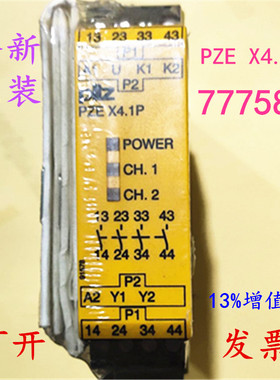 新
装
PZE X4.
77758
13 23 33 43
A1 U K1 K2
P2
PZE X4.1P
POWER
CH. 1
CH. 2
13 23 33 43
14 24 34 44
P2
A2 Y1 Y2
P1
14 24 34 44
13%增值
开
发票